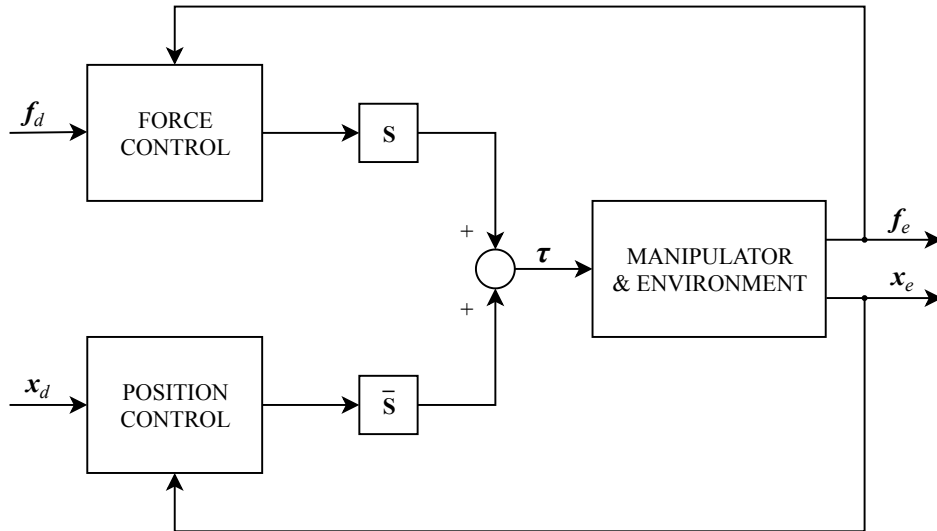 f_d
FORCE
CONTROL
S
+
τ
MANIPULATOR
& ENVIRONMENT
f_e
x_e
+
x_d
POSITION
CONTROL
S̄